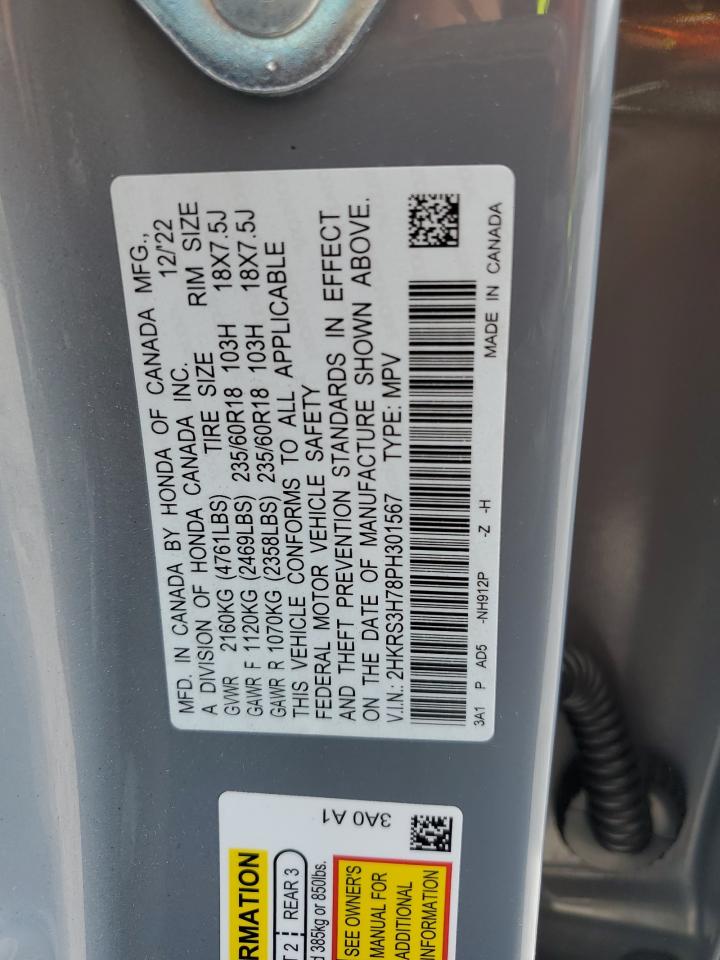 MFD. IN CANADA BY HONDA OF CANADA MFG.,
A DIVISION OF HONDA CANADA INC. 12/'22
GVWR 2160KG (4761LBS) TIRE SIZE RIM SIZE
GAWR F 1120KG (2469LBS) 235/60R18 103H 18X7.5J
GAWR R 1070KG (2358LBS) 235/60R18 103H 18X7.5J
THIS VEHICLE CONFORMS TO ALL APPLICABLE
FEDERAL MOTOR VEHICLE SAFETY
AND THEFT PREVENTION STANDARDS IN EFFECT
ON THE DATE OF MANUFACTURE SHOWN ABOVE.
V.I.N.: 2HKRS3H78PH301567 TYPE: MPV
3A1 P AD5 -NH912P -Z -H MADE IN CANADA
3A0 A1
REAR 3
385kg or 850lbs.
SEE OWNER'S
MANUAL FOR
ADDITIONAL
INFORMATION